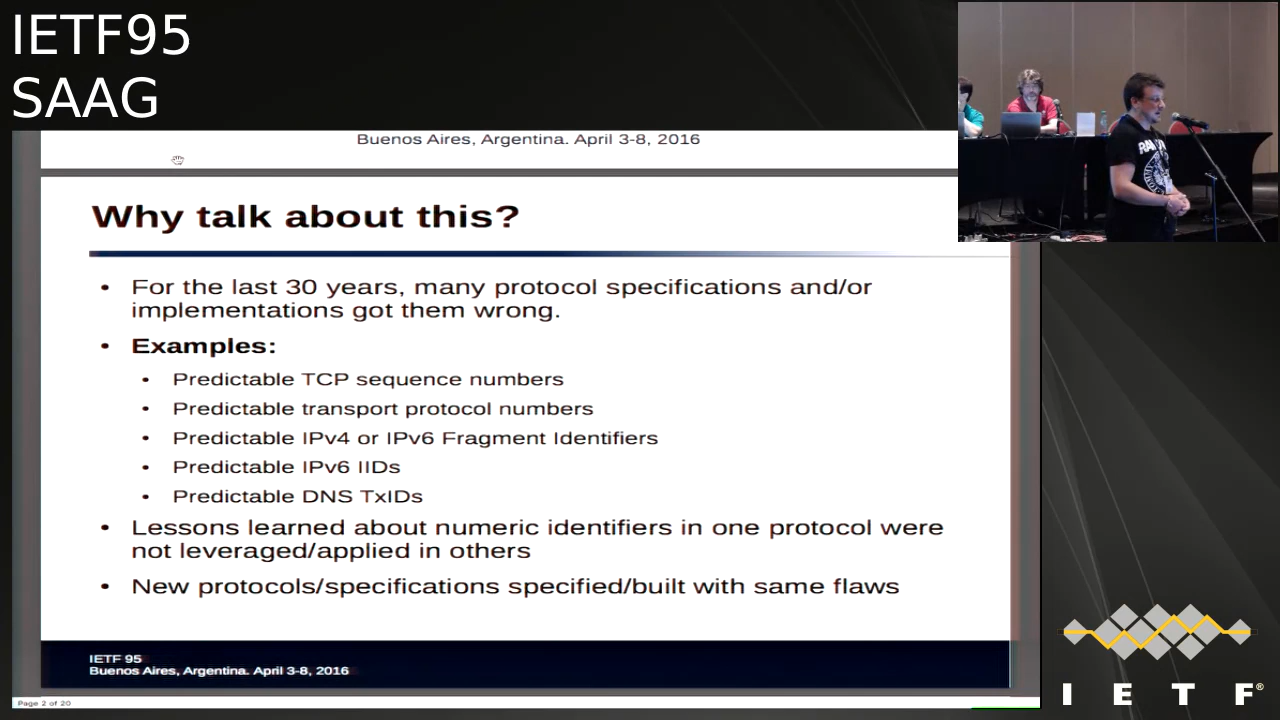 IETF95
SAAG
Buenos Aires, Argentina. April 3-8, 2016
Why talk about this?
• For the last 30 years, many protocol specifications and/or
implementations got them wrong.
• Examples:
• Predictable TCP sequence numbers
• Predictable transport protocol numbers
• Predictable IPv4 or IPv6 Fragment Identifiers
• Predictable IPv6 IIDs
• Predictable DNS TxIDs
• Lessons learned about numeric identifiers in one protocol were
not leveraged/applied in others
• New protocols/specifications specified/built with same flaws
IETF 95
Buenos Aires, Argentina. April 3-8, 2016
Page 2 of 20
I E T F®